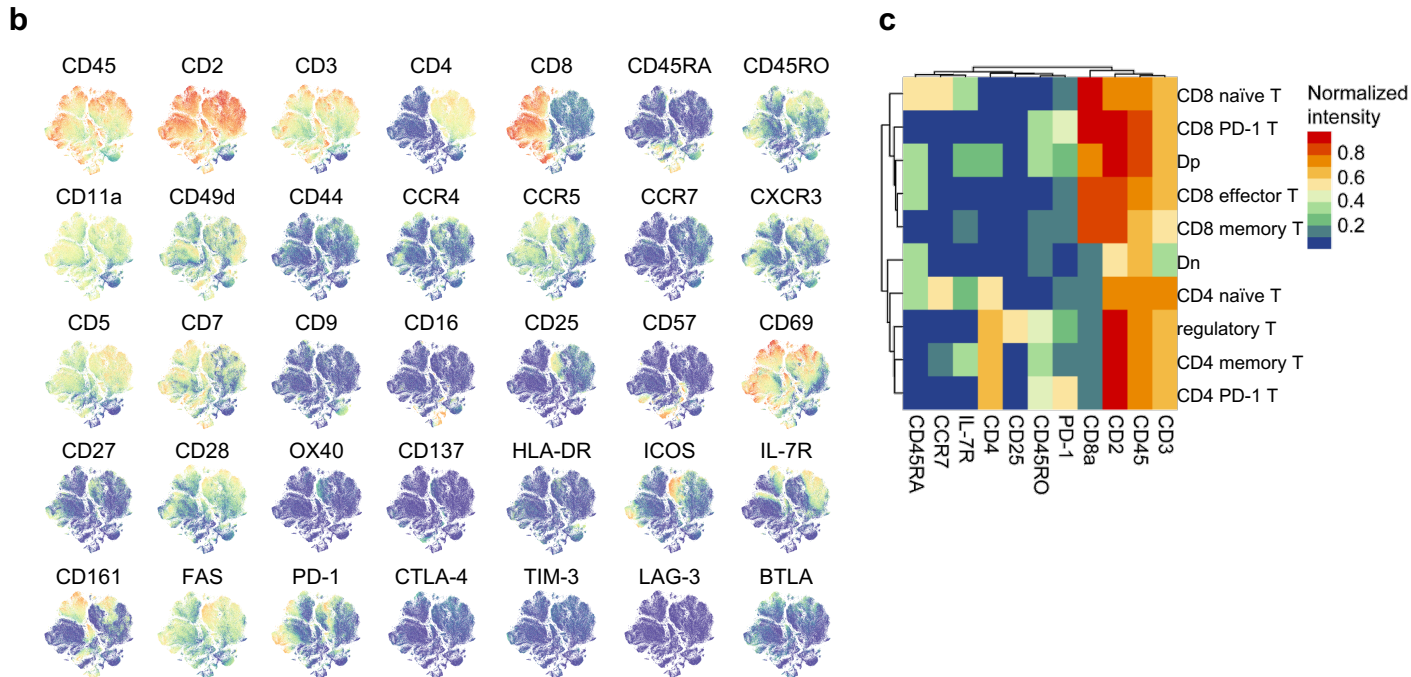 b
CD45 CD2 CD3 CD4 CD8 CD45RA CD45RO
CD11a CD49d CD44 CCR4 CCR5 CCR7 CXCR3
CD5 CD7 CD9 CD16 CD25 CD57 CD69
CD27 CD28 OX40 CD137 HLA-DR ICOS IL-7R
CD161 FAS PD-1 CTLA-4 TIM-3 LAG-3 BTLA
c
CD8 naïve T
CD8 PD-1 T
Dp
CD8 effector T
CD8 memory T
Dn
CD4 naïve T
regulatory T
CD4 memory T
CD4 PD-1 T
CD45RA
CCR7
IL-7R
CD4
CD25
CD45RO
PD-1
CD8a
CD2
CD45
CD3
Normalized
intensity
0.8
0.6
0.4
0.2